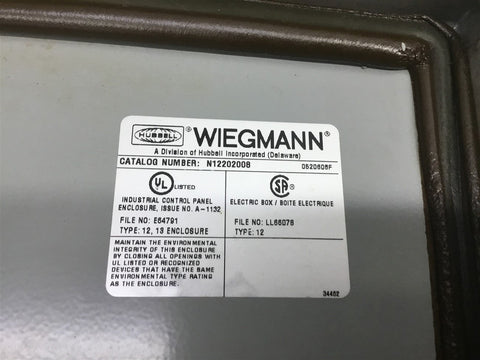 HUBBELL ® WIEGMANN®
A Division of Hubbell Incorporated (Delaware)
CATALOG NUMBER: N12202008 0620608F
UL ® LISTED
INDUSTRIAL CONTROL PANEL
ENCLOSURE, ISSUE NO. A-1132
FILE NO: E64791
TYPE: 12, 13 ENCLOSURE
SA ®
ELECTRIC BOX / BOITE ELECTRIQUE
FILE NO: LL66078
TYPE: 12
MAINTAIN THE ENVIRONMENTAL
INTEGRITY OF THIS ENCLOSURE
BY CLOSING ALL OPENINGS WITH
UL LISTED OR RECOGNIZED
DEVICES THAT HAVE THE SAME
ENVIRONMENTAL TYPE RATING
AS THE ENCLOSURE.
34462